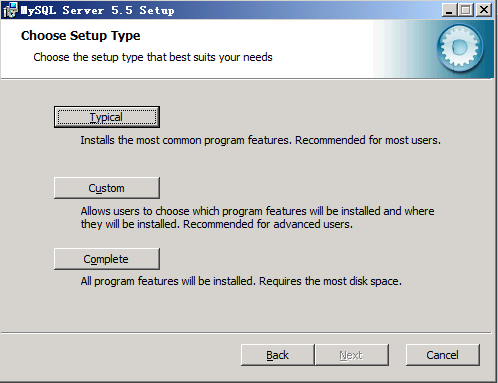 MySQL Server 5.5 Setup
Choose Setup Type
Choose the setup type that best suits your needs
Typical
Installs the most common program features. Recommended for most users.
Custom
Allows users to choose which program features will be installed and where
they will be installed. Recommended for advanced users.
Complete
All program features will be installed. Requires the most disk space.
Back Next Cancel